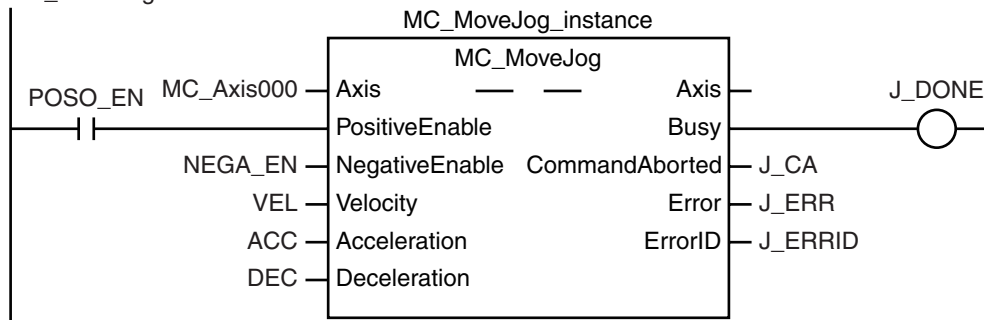 MC_MoveJog_instance
MC_MoveJog
MC_Axis000 Axis Axis J_DONE
POSO_EN PositiveEnable Busy
NEGA_EN NegativeEnable CommandAborted J_CA
VEL Velocity Error J_ERR
ACC Acceleration ErrorID J_ERRID
DEC Deceleration